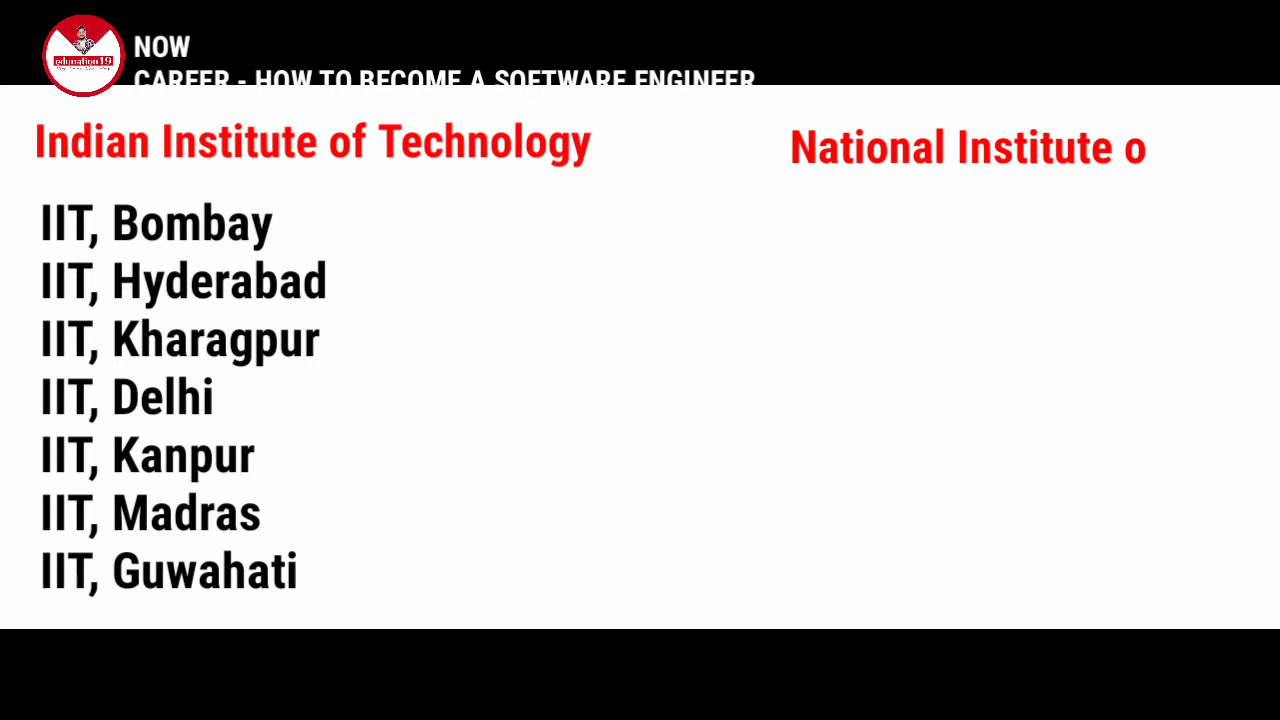 NOW
CAREER - HOW TO BECOME A SOFTWARE ENGINEER
edunation19
Indian Institute of Technology
National Institute o
IIT, Bombay
IIT, Hyderabad
IIT, Kharagpur
IIT, Delhi
IIT, Kanpur
IIT, Madras
IIT, Guwahati